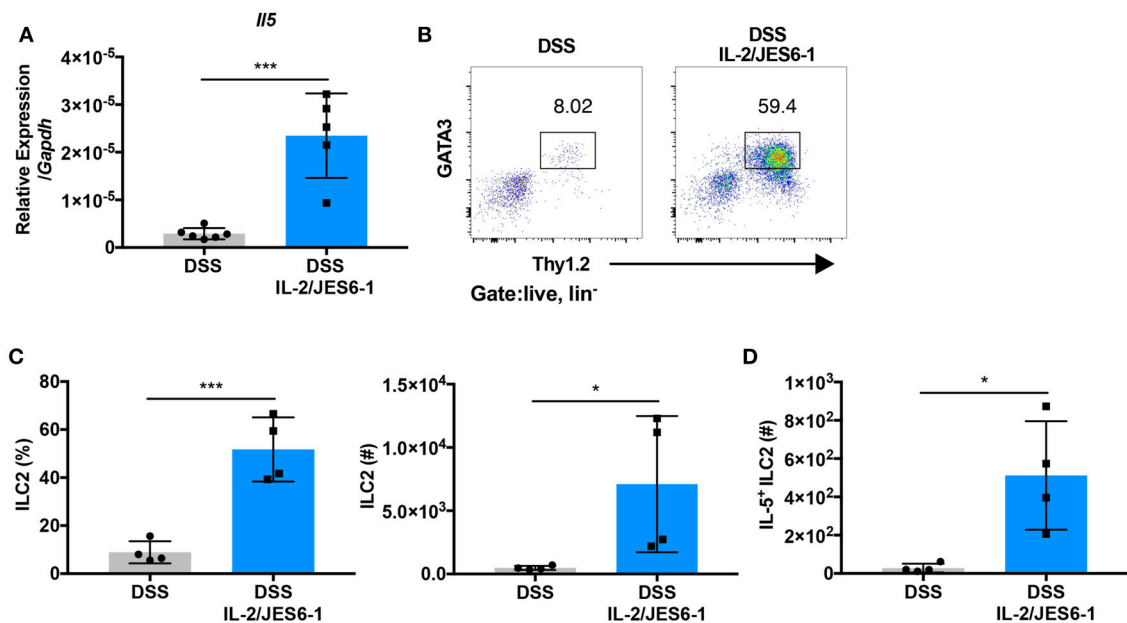 A
Il5
Relative Expression
/Gapdh
4×10⁻⁵
3×10⁻⁵
2×10⁻⁵
1×10⁻⁵
0
***
DSS
DSS
IL-2/JES6-1
B
DSS
DSS
IL-2/JES6-1
8.02
59.4
GATA3
Thy1.2
Gate:live, lin⁻
C
ILC2 (%)
80
60
40
20
0
***
DSS
DSS
IL-2/JES6-1
ILC2 (#)
1.5×10⁴
1.0×10⁴
5.0×10³
0.0
*
DSS
DSS
IL-2/JES6-1
D
IL-5⁺ ILC2 (#)
1×10³
8×10²
6×10²
4×10²
2×10²
0
*
DSS
DSS
IL-2/JES6-1